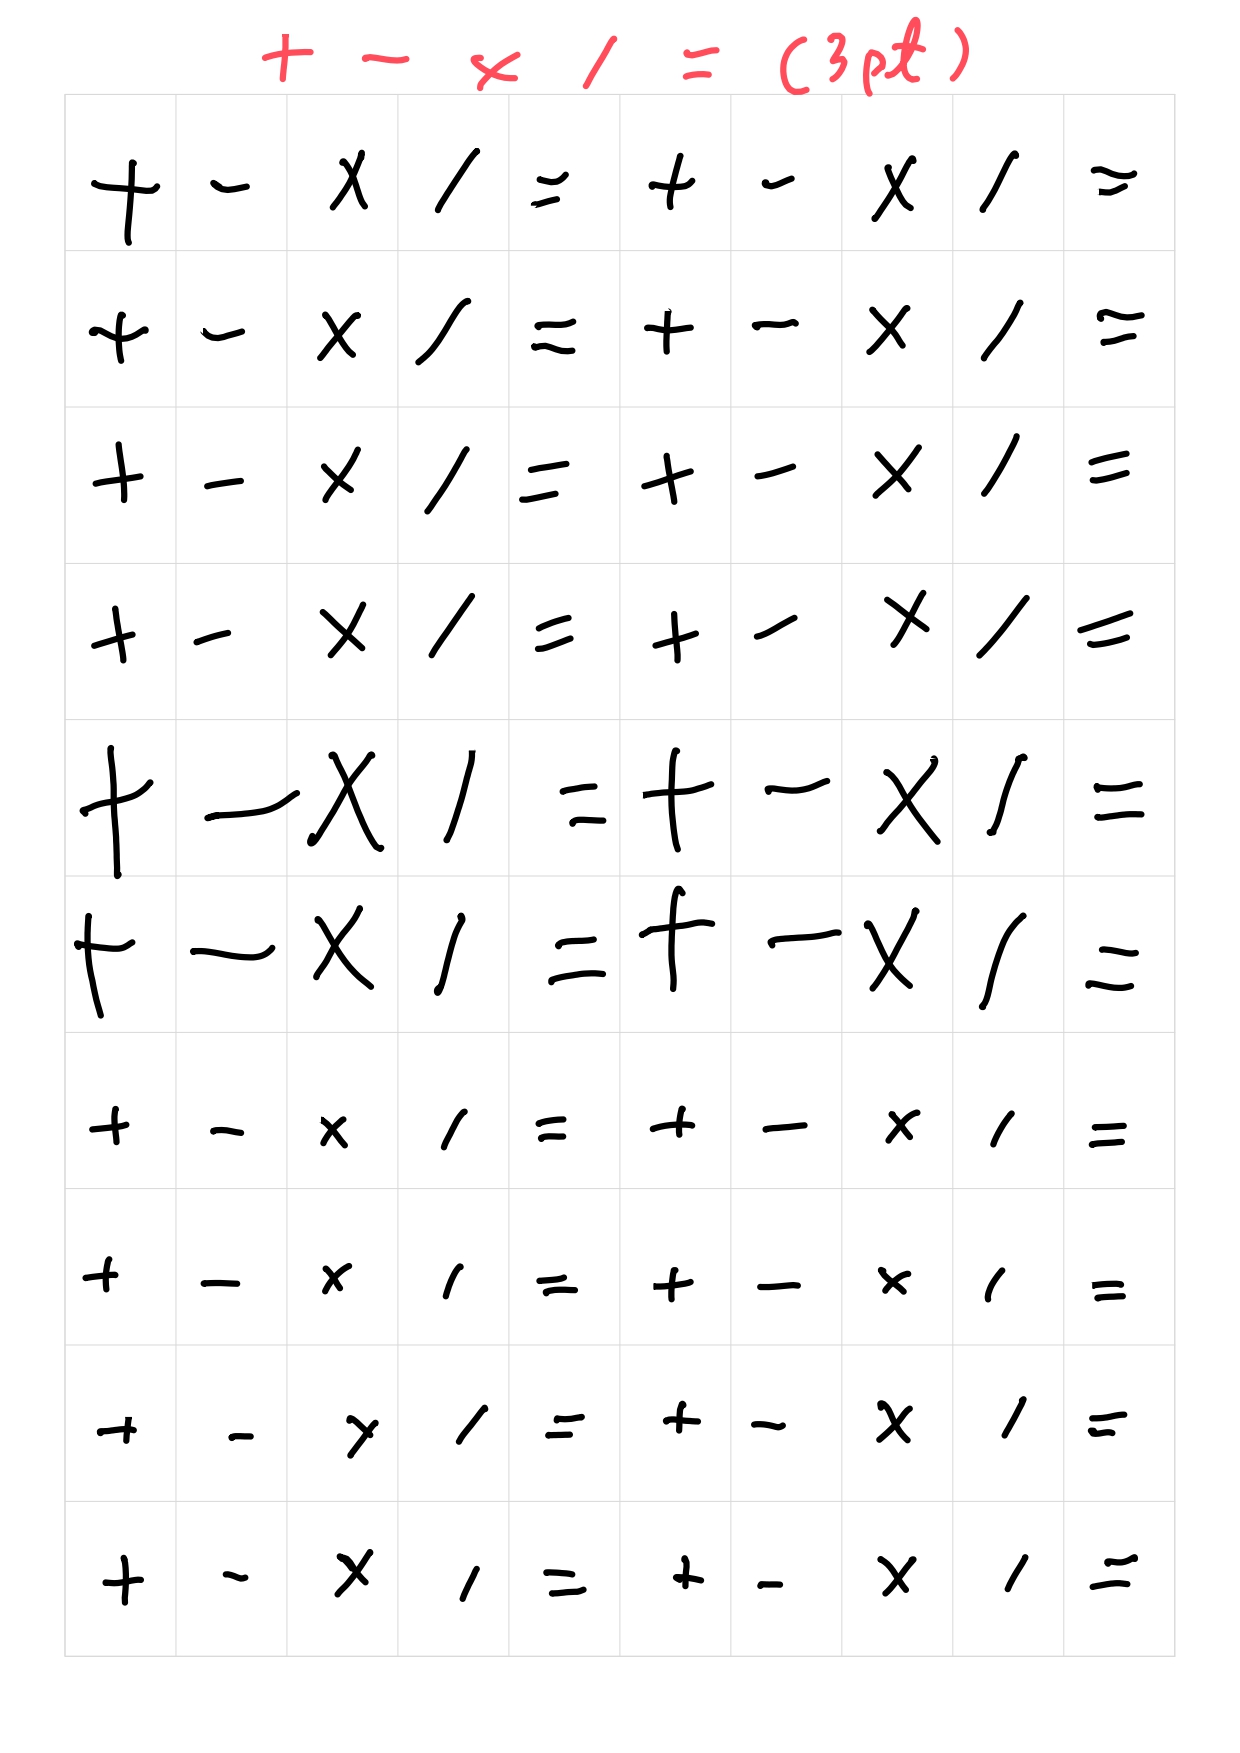 + - x / = (3pt)
+ - x / = + - x / =
+ - x / = + - x / =
+ - x / = + - x / =
+ - x / = + - x / =
+ - x / = + - x / =
+ - x / = + - x / =
+ - x / = + - x / =
+ - x / = + - x / =
+ - x / = + - x / =
+ - x / = + - x / =